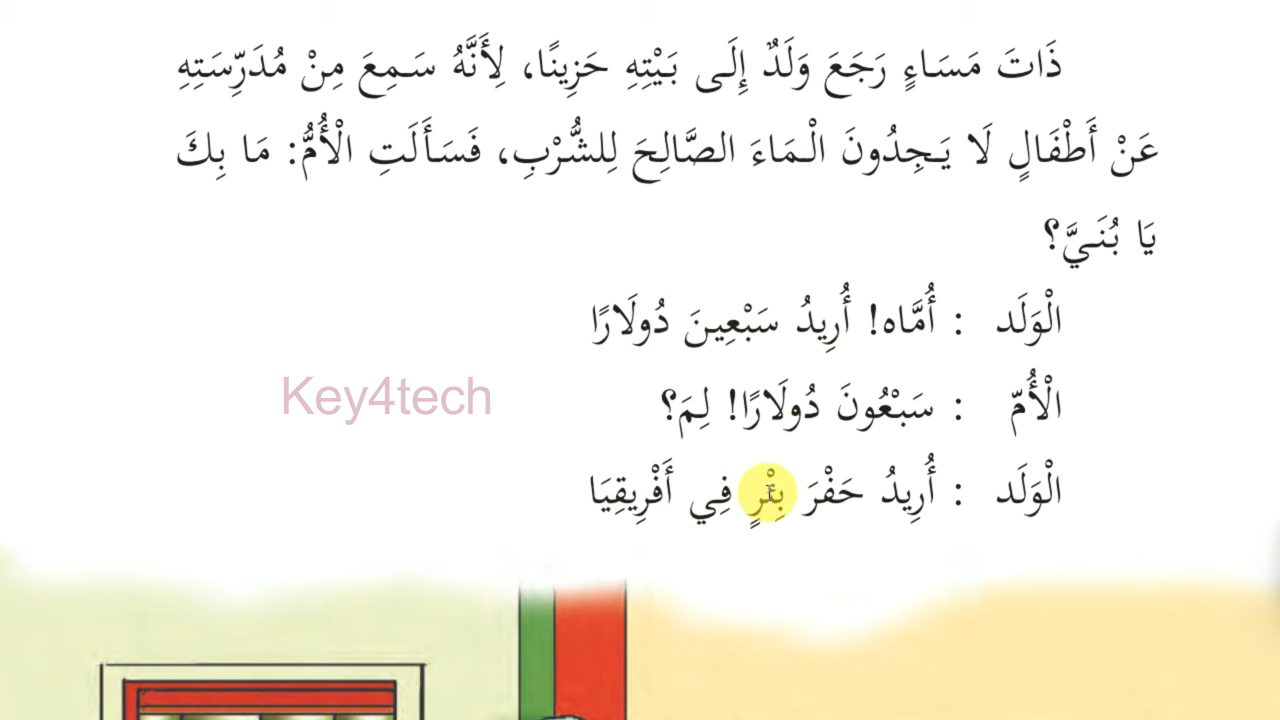 ذَاتَ مَسَاءٍ رَجَعَ وَلَدٌ إِلَى بَيْتِهِ حَزِينًا، لِأَنَّهُ سَمِعَ مِنْ مُدَرِّسَتِهِ
عَنْ أَطْفَالٍ لَا يَجِدُونَ الْمَاءَ الصَّالِحَ لِلشُّرْبِ، فَسَأَلَتِ الْأُمُّ: مَا بِكَ
يَا بُنَيَّ؟
الْوَلَد : أُمَّاه! أُرِيدُ سَبْعِينَ دُولَارًا
الْأُمّ : سَبْعُونَ دُولَارًا! لِمَ؟
Key4tech
الْوَلَد : أُرِيدُ حَفْرَ بِئْرٍ فِي أَفْرِيقِيَا